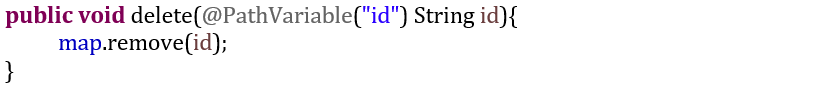 public void delete(@PathVariable("id") String id){
map.remove(id);
}